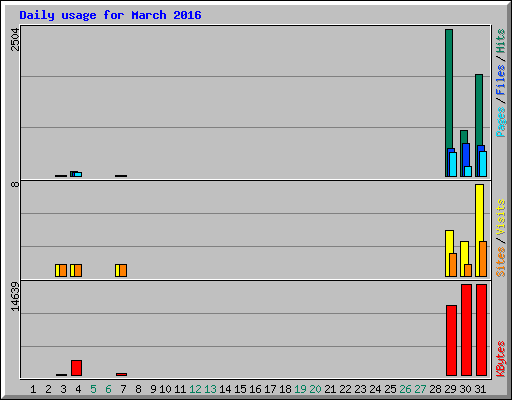 Daily usage for March 2016
2504
Pages / Files / Hits
8
Sites / Visits
14639
KBytes
1 2 3 4 5 6 7 8 9 10 11 12 13 14 15 16 17 18 19 20 21 22 23 24 25 26 27 28 29 30 31